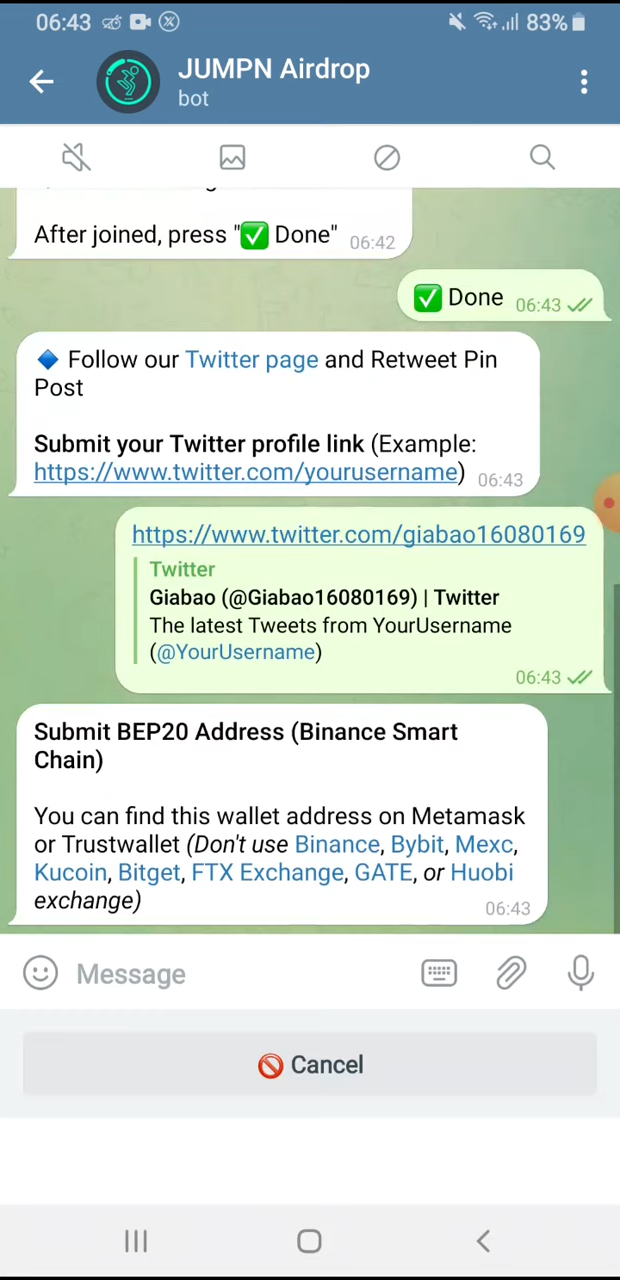 06:43 83%
JUMPN Airdrop
bot
After joined, press "✅ Done" 06:42
✅ Done 06:43
🔹 Follow our Twitter page and Retweet Pin
Post
Submit your Twitter profile link (Example:
https://www.twitter.com/yourusername) 06:43
https://www.twitter.com/giabao16080169
Twitter
Giabao (@Giabao16080169) | Twitter
The latest Tweets from YourUsername
(@YourUsername)
06:43
Submit BEP20 Address (Binance Smart
Chain)
You can find this wallet address on Metamask
or Trustwallet (Don't use Binance, Bybit, Mexc,
Kucoin, Bitget, FTX Exchange, GATE, or Huobi
exchange) 06:43
Message
🚫 Cancel